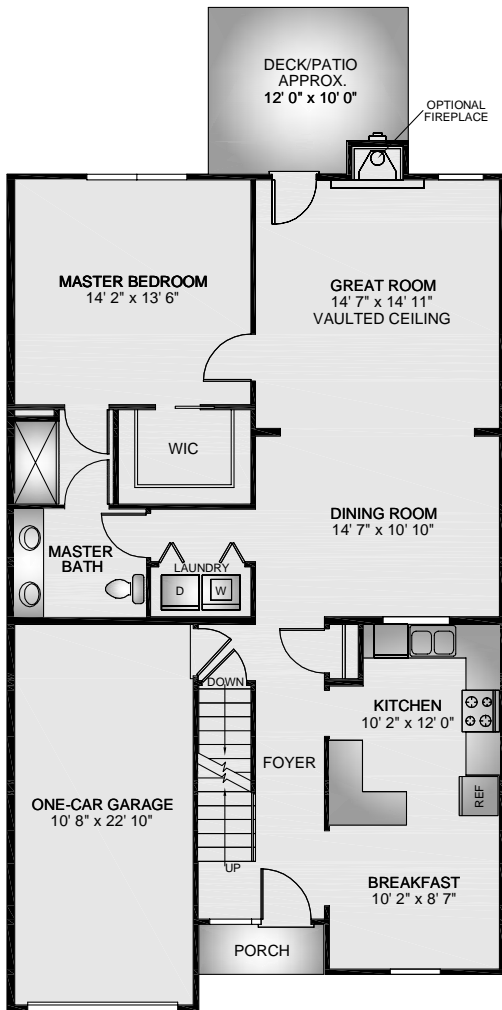 DECK/PATIO
APPROX.
12' 0" x 10' 0"
OPTIONAL
FIREPLACE
MASTER BEDROOM
14' 2" x 13' 6"
GREAT ROOM
14' 7" x 14' 11"
VAULTED CEILING
WIC
DINING ROOM
14' 7" x 10' 10"
MASTER
BATH
LAUNDRY
D
W
DOWN
KITCHEN
10' 2" x 12' 0"
FOYER
REF
ONE-CAR GARAGE
10' 8" x 22' 10"
UP
BREAKFAST
10' 2" x 8' 7"
PORCH